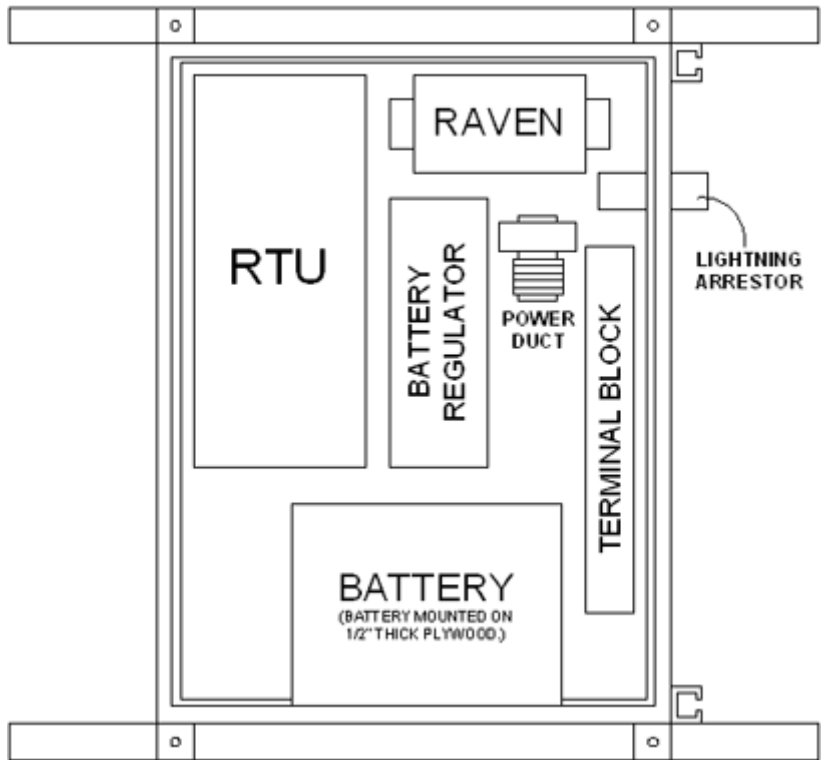 RAVEN
RTU
BATTERY
REGULATOR
POWER
DUCT
LIGHTNING
ARRESTOR
TERMINAL BLOCK
BATTERY
(BATTERY MOUNTED ON
1/2" THICK PLYWOOD.)